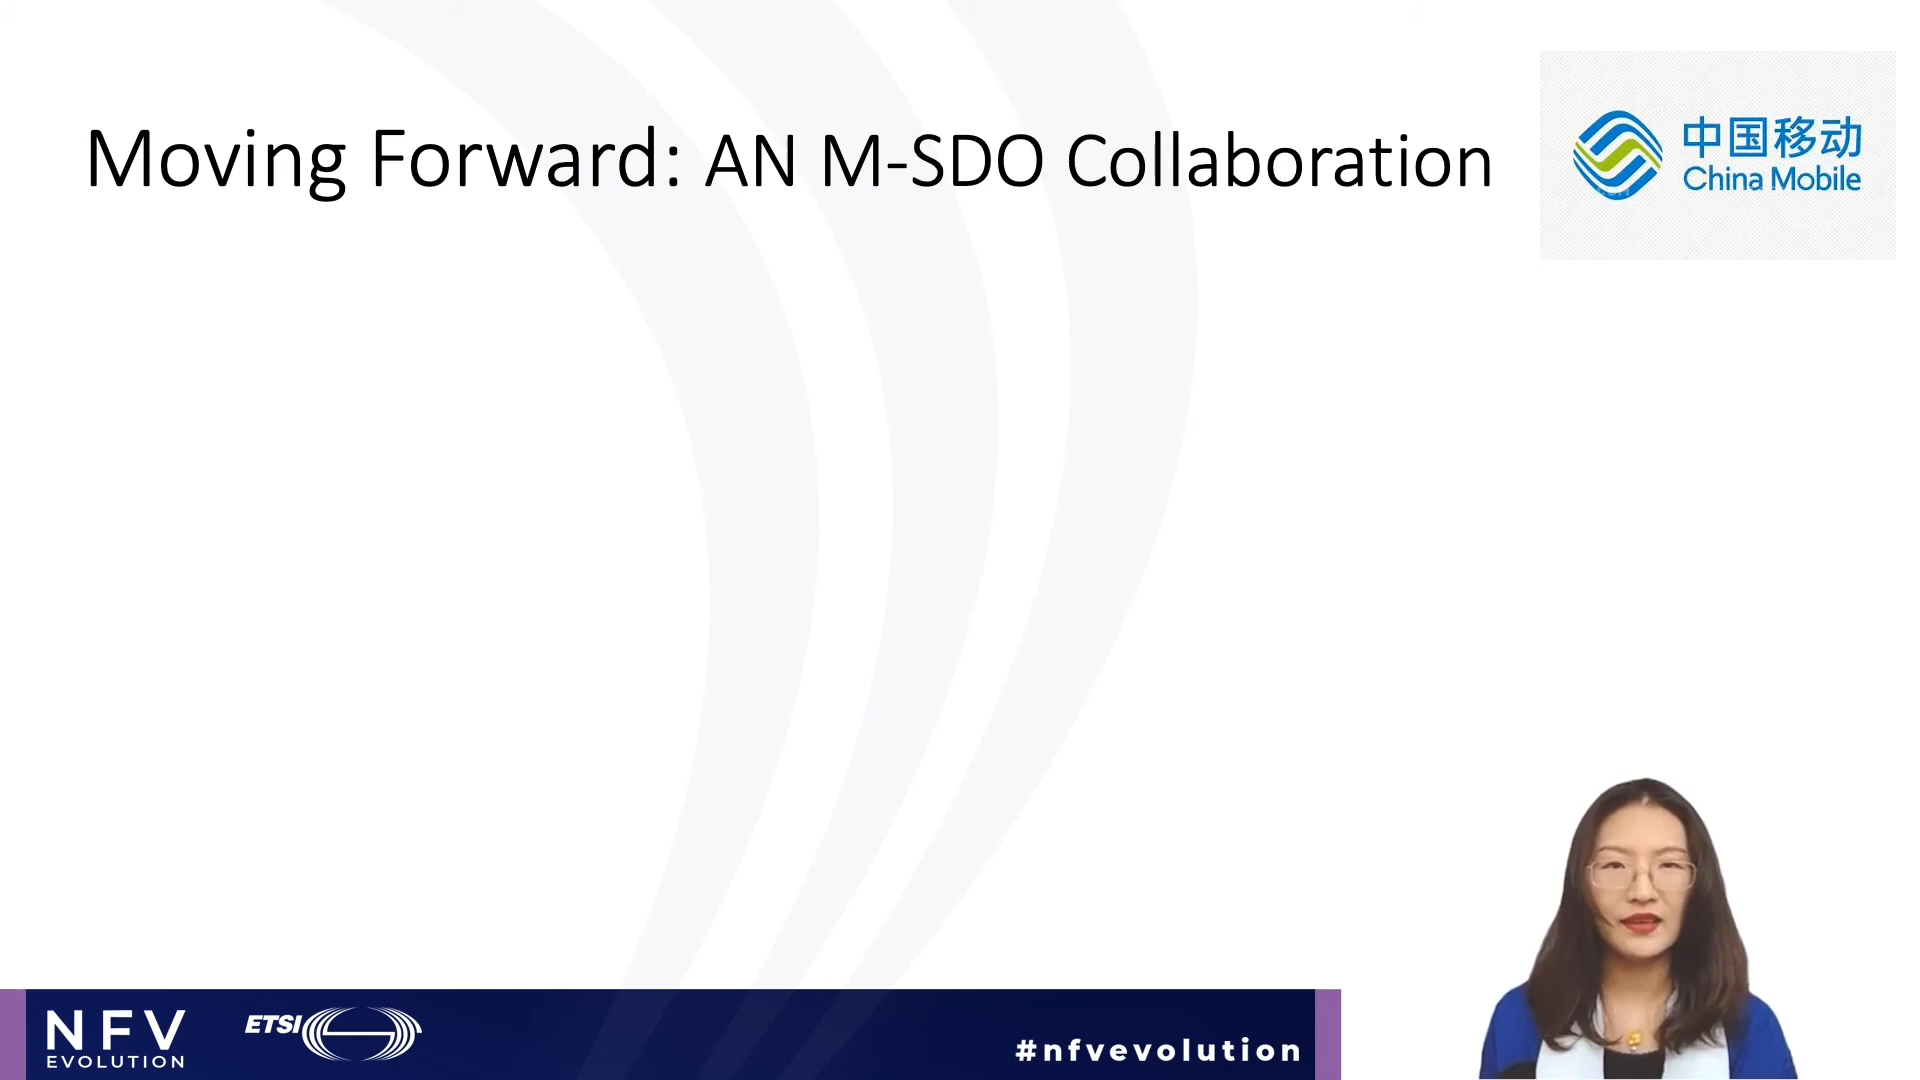 Moving Forward: AN M-SDO Collaboration
中国移动
China Mobile
NFV
EVOLUTION
ETSI
#nfvevolution